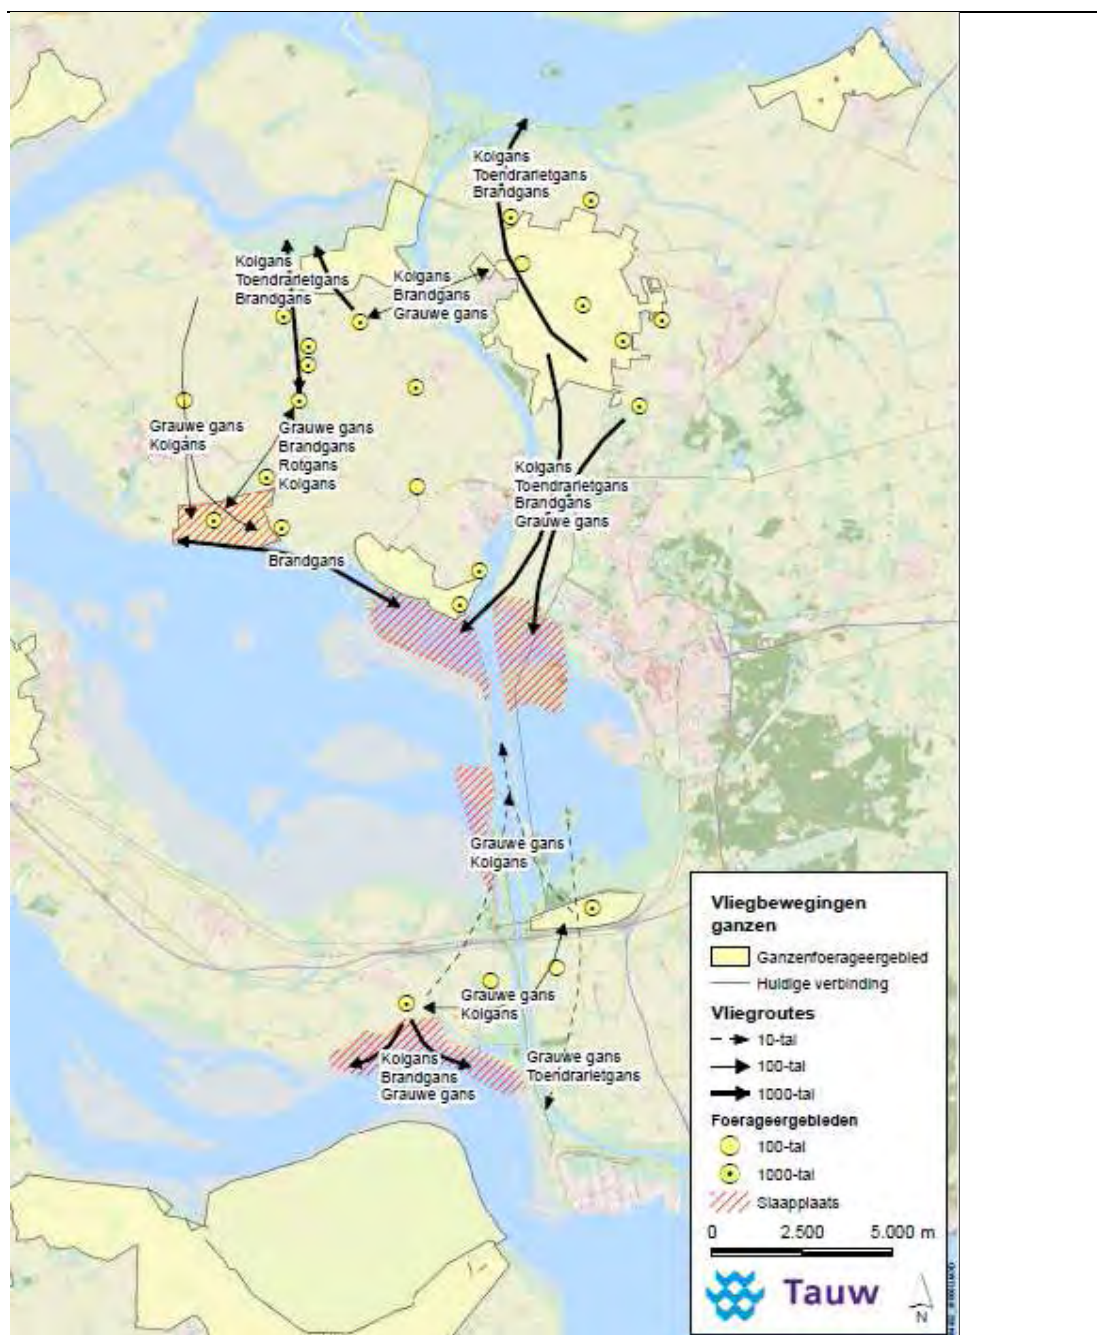 Kolgans
Toendrarietgans
Brandgans
Kolgans
Toendrarietgans
Brandgans
Kolgans
Brandgans
Grauwe gans
Grauwe gans
Kolgans
Grauwe gans
Brandgans
Rotgans
Kolgans
Kolgans
Toendrarietgans
Brandgans
Grauwe gans
Brandgans
Grauwe gans
Kolgans
Grauwe gans
Kolgans
Kolgans
Brandgans
Grauwe gans
Grauwe gans
Toendrarietgans
Vliegbewegingen
ganzen
Ganzenfoerageergebied
Huidige verbinding
Vliegroutes
10-tal
100-tal
1000-tal
Foerageergebieden
100-tal
1000-tal
Slaapplaats
0 2.500 5.000 m
Tauw
N